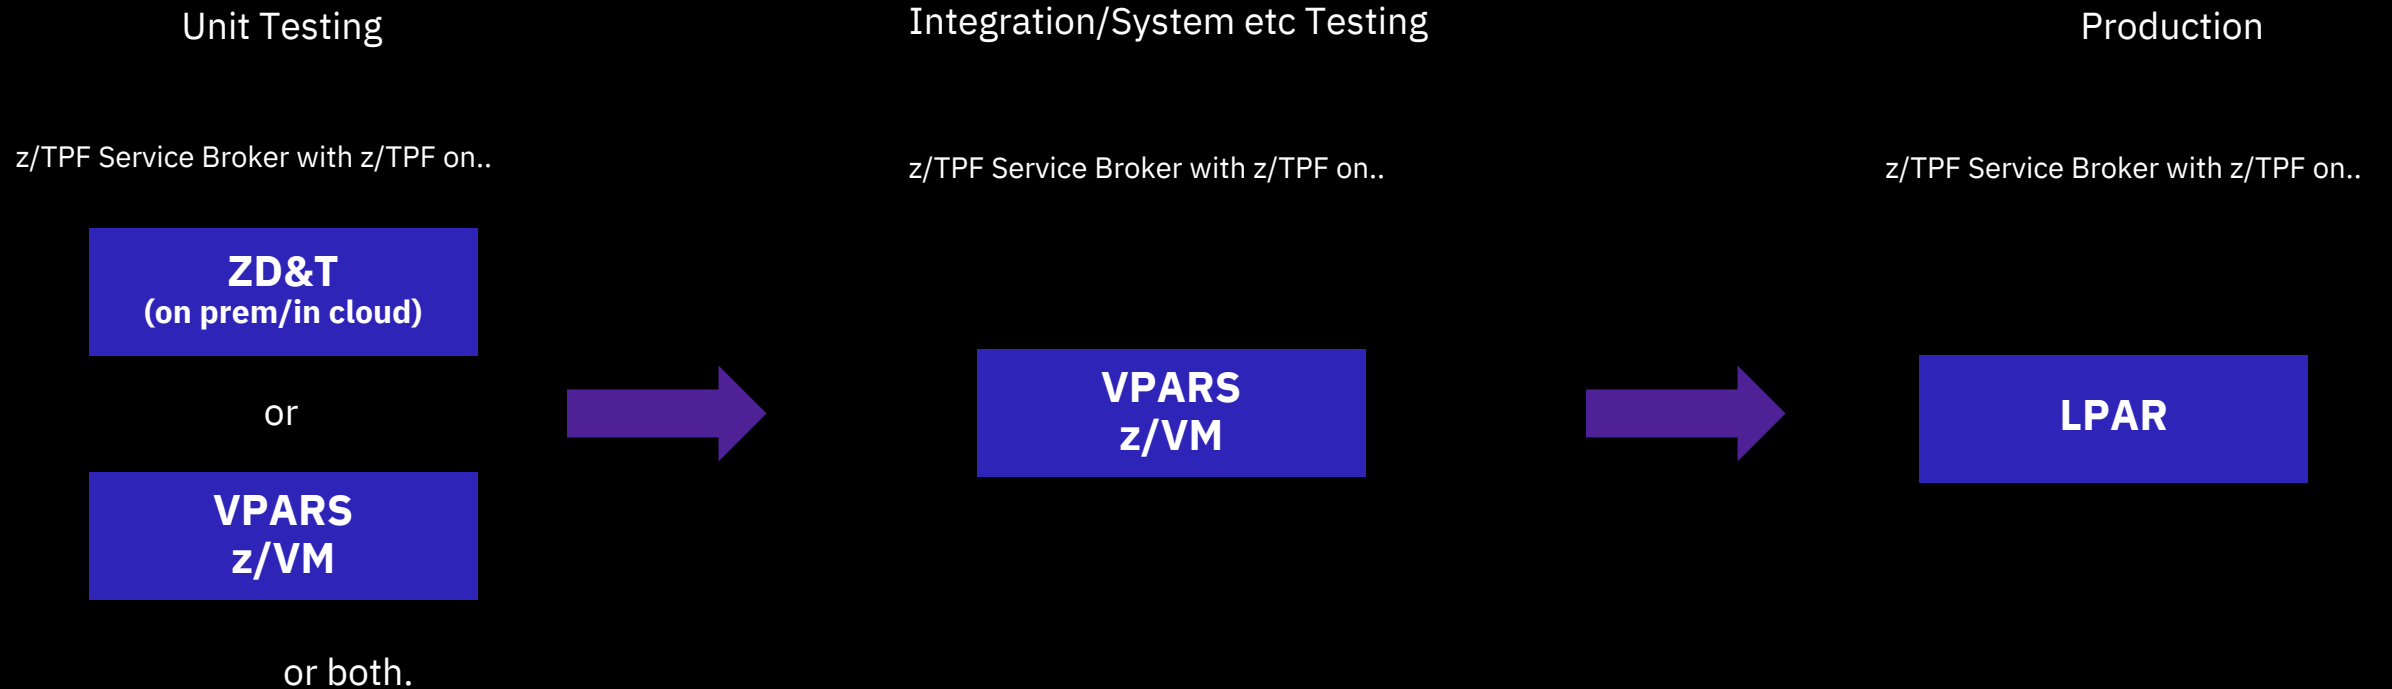 Unit Testing
z/TPF Service Broker with z/TPF on..
ZD&T
(on prem/in cloud)
or
VPARS
z/VM
or both.
Integration/System etc Testing
z/TPF Service Broker with z/TPF on..
VPARS
z/VM
Production
z/TPF Service Broker with z/TPF on..
LPAR